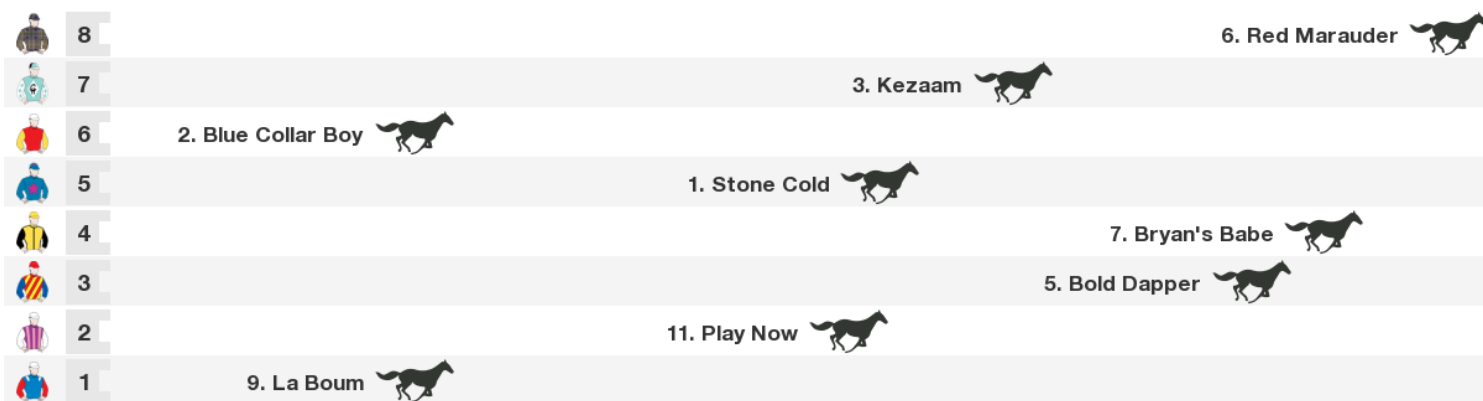 8 6. Red Marauder
7 3. Kezaam
6 2. Blue Collar Boy
5 1. Stone Cold
4 7. Bryan's Babe
3 5. Bold Dapper
2 11. Play Now
1 9. La Boum